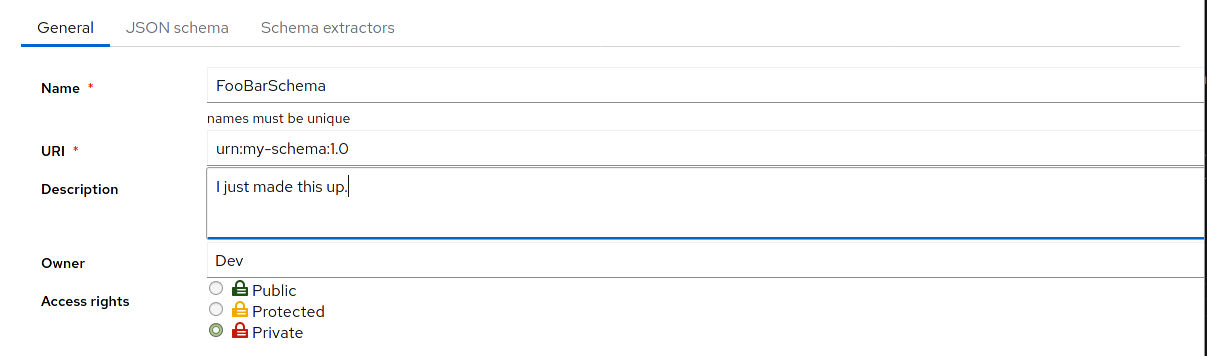 General JSON schema Schema extractors
Name *
FooBarSchema
names must be unique
URI *
urn:my-schema:1.0
Description
I just made this up.
Owner
Dev
Access rights
Public
Protected
Private